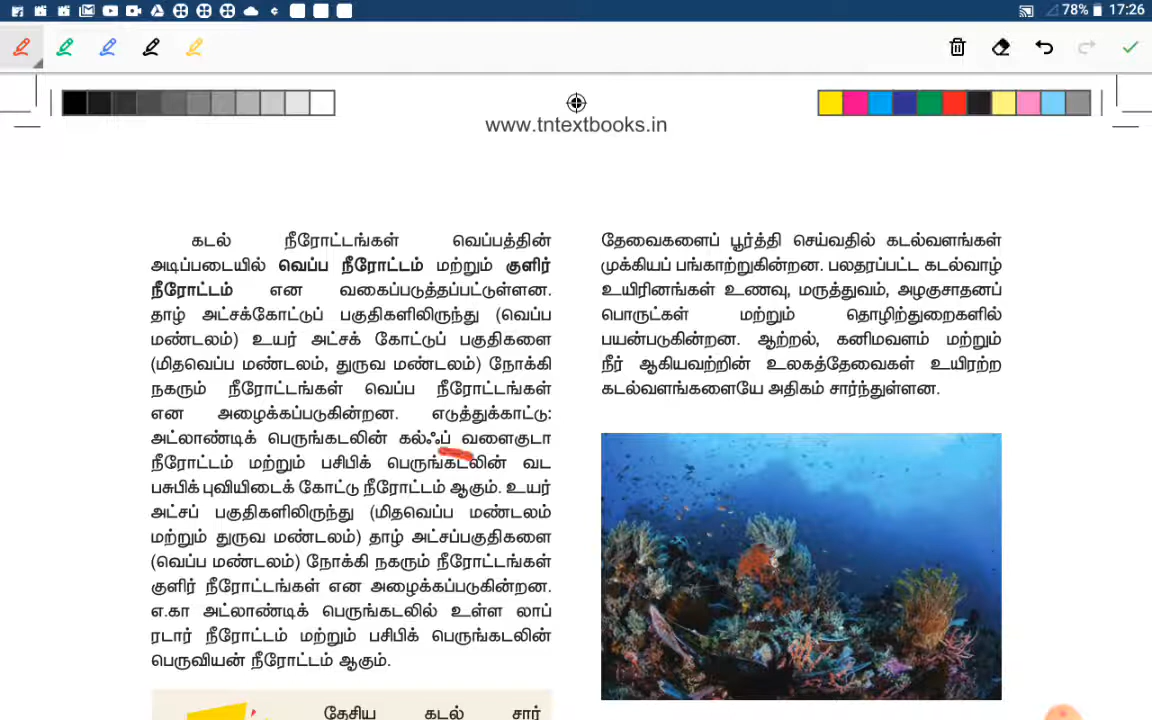 78% 17:26
www.tntextbooks.in
கடல் நீரோட்டங்கள் வெப்பத்தின்
அடிப்படையில் வெப்ப நீரோட்டம் மற்றும் குளிர்
நீரோட்டம் என வகைப்படுத்தப்பட்டுள்ளன.
தாழ் அட்சக்கோட்டுப் பகுதிகளிலிருந்து (வெப்ப
மண்டலம்) உயர் அட்சக் கோட்டுப் பகுதிகளை
(மிதவெப்ப மண்டலம், துருவ மண்டலம்) நோக்கி
நகரும் நீரோட்டங்கள் வெப்ப நீரோட்டங்கள்
என அழைக்கப்படுகின்றன. எடுத்துக்காட்டு:
அட்லாண்டிக் பெருங்கடலின் கல்ஃப் வளைகுடா
நீரோட்டம் மற்றும் பசிபிக் பெருங்கடலின் வட
பசுபிக் புவியிடைக் கோட்டு நீரோட்டம் ஆகும். உயர்
அட்சப் பகுதிகளிலிருந்து (மிதவெப்ப மண்டலம்
மற்றும் துருவ மண்டலம்) தாழ் அட்சப்பகுதிகளை
(வெப்ப மண்டலம்) நோக்கி நகரும் நீரோட்டங்கள்
குளிர் நீரோட்டங்கள் என அழைக்கப்படுகின்றன.
எ.கா அட்லாண்டிக் பெருங்கடலில் உள்ள லாப்
ரடார் நீரோட்டம் மற்றும் பசிபிக் பெருங்கடலின்
பெருவியன் நீரோட்டம் ஆகும்.
தேசிய கடல் சார்
தேவைகளைப் பூர்த்தி செய்வதில் கடல்வளங்கள்
முக்கியப் பங்காற்றுகின்றன. பலதரப்பட்ட கடல்வாழ்
உயிரினங்கள் உணவு, மருத்துவம், அழகுசாதனப்
பொருட்கள் மற்றும் தொழிற்துறைகளில்
பயன்படுகின்றன. ஆற்றல், கனிமவளம் மற்றும்
நீர் ஆகியவற்றின் உலகத்தேவைகள் உயிரற்ற
கடல்வளங்களையே அதிகம் சார்ந்துள்ளன.